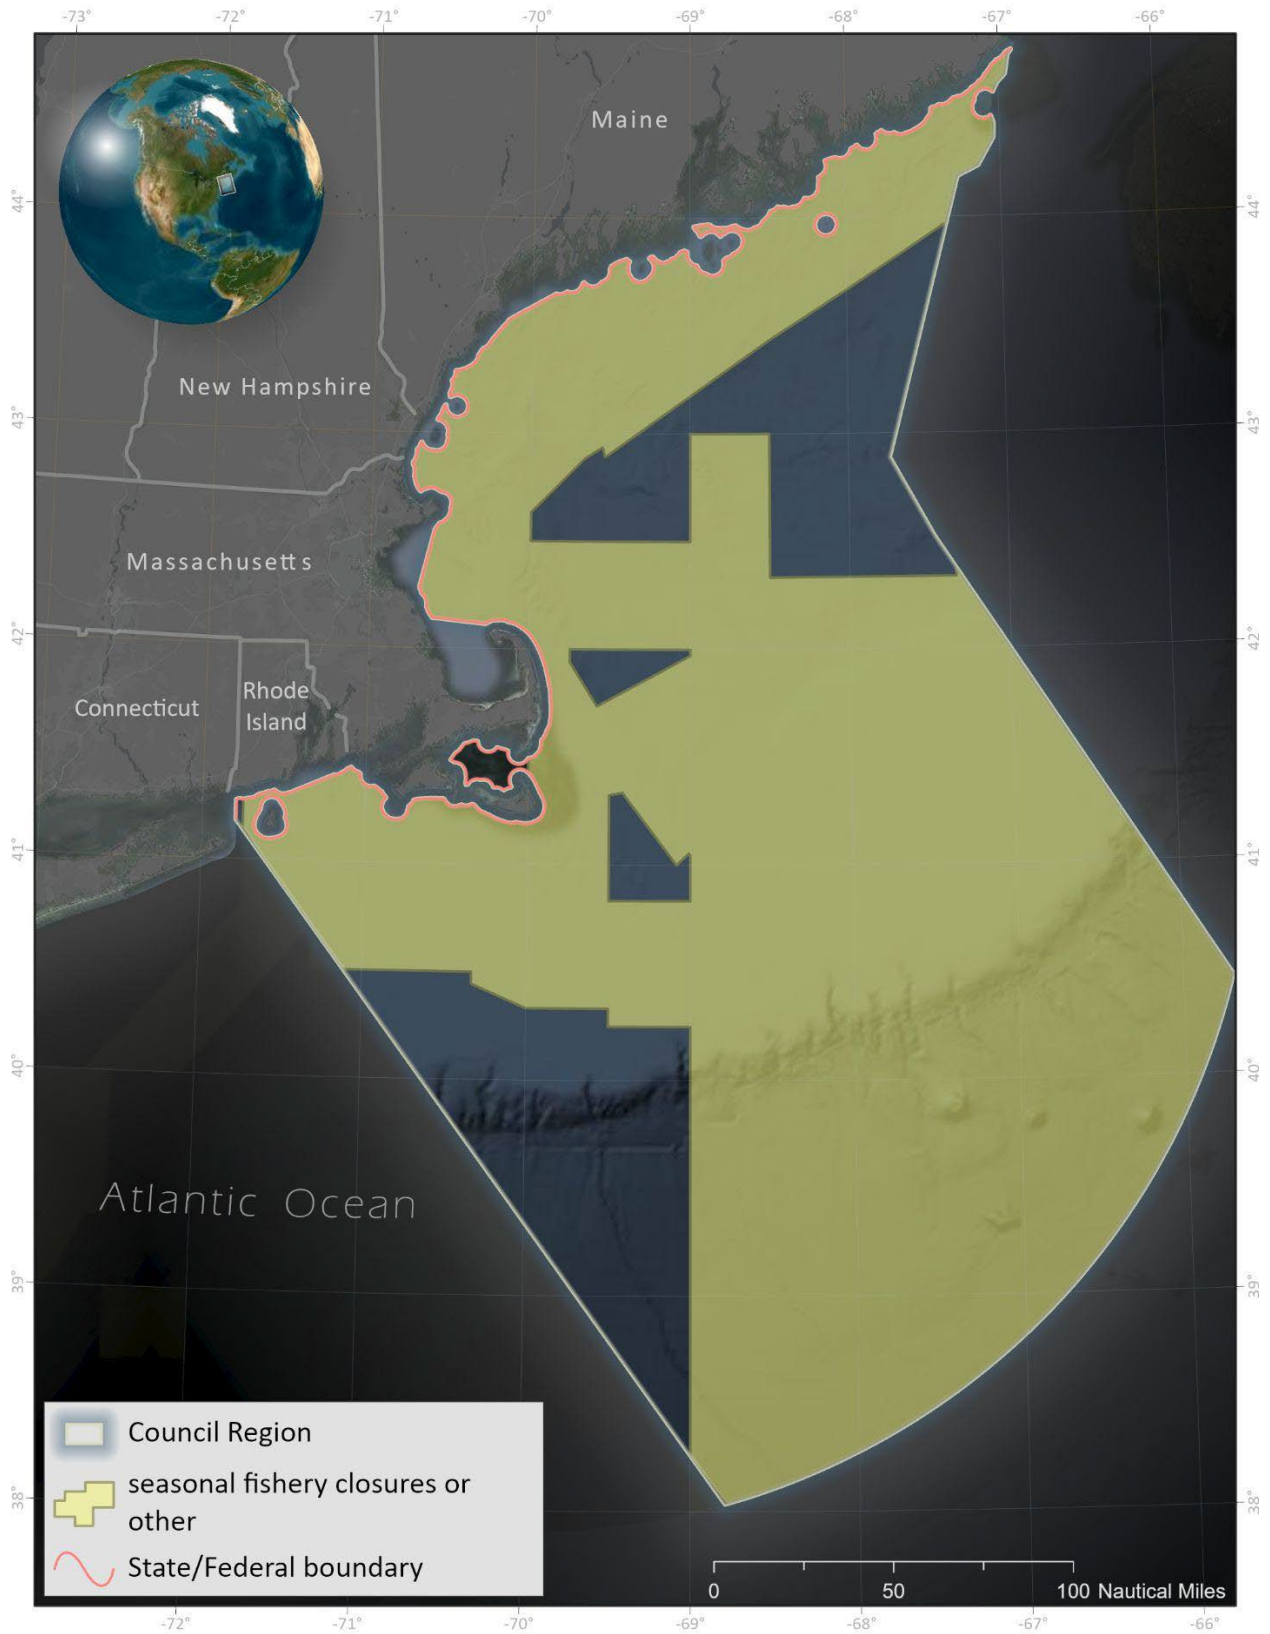 -73° -72° -71° -70° -69° -68° -67° -66°
Maine
44° 44°
New Hampshire
43° 43°
Massachusetts
42° 42°
Rhode
Island
Connecticut
41° 41°
40° 40°
Atlantic Ocean
39° 39°
Council Region
seasonal fishery closures or
other
38° 38°
State/Federal boundary
0 50 100 Nautical Miles
-72° -71° -70° -69° -68° -67° -66°